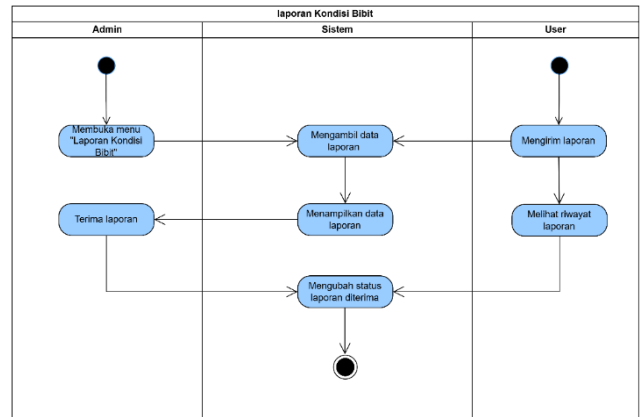 laporan Kondisi Bibit
Admin
Sistem
User
Membuka menu
"Laporan Kondisi
Bibit"
Mengambil data
laporan
Mengirim laporan
Terima laporan
Menampilkan data
laporan
Melihat riwayat
laporan
Mengubah status
laporan diterima